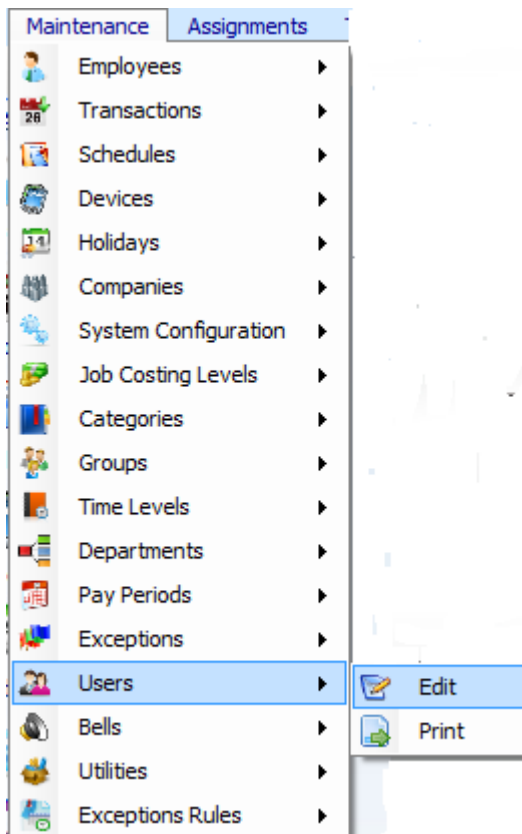 Maintenance Assignments
Employees
Transactions
Schedules
Devices
Holidays
Companies
System Configuration
Job Costing Levels
Categories
Groups
Time Levels
Departments
Pay Periods
Exceptions
Users Edit
Bells Print
Utilities
Exceptions Rules